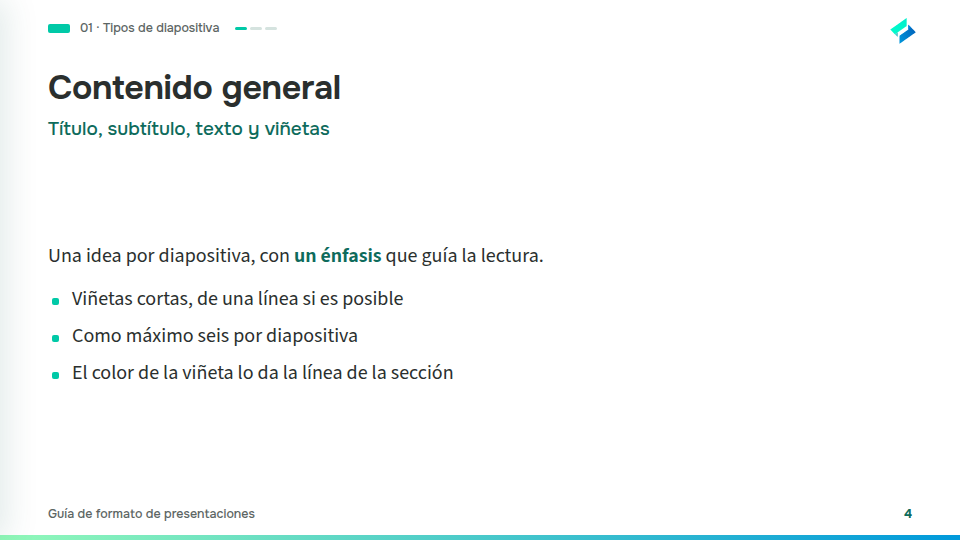 01 · Tipos de diapositiva
Contenido general
Título, subtítulo, texto y viñetas
Una idea por diapositiva, con un énfasis que guía la lectura.
Viñetas cortas, de una línea si es posible
Como máximo seis por diapositiva
El color de la viñeta lo da la línea de la sección
Guía de formato de presentaciones
4